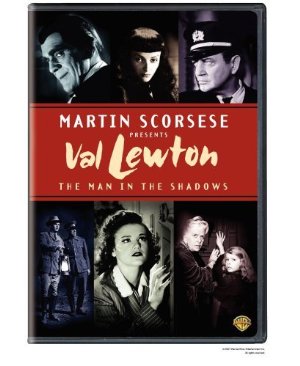 MARTIN SCORSESE
PRESENTS
Val Lewton
THE MAN IN THE SHADOWS